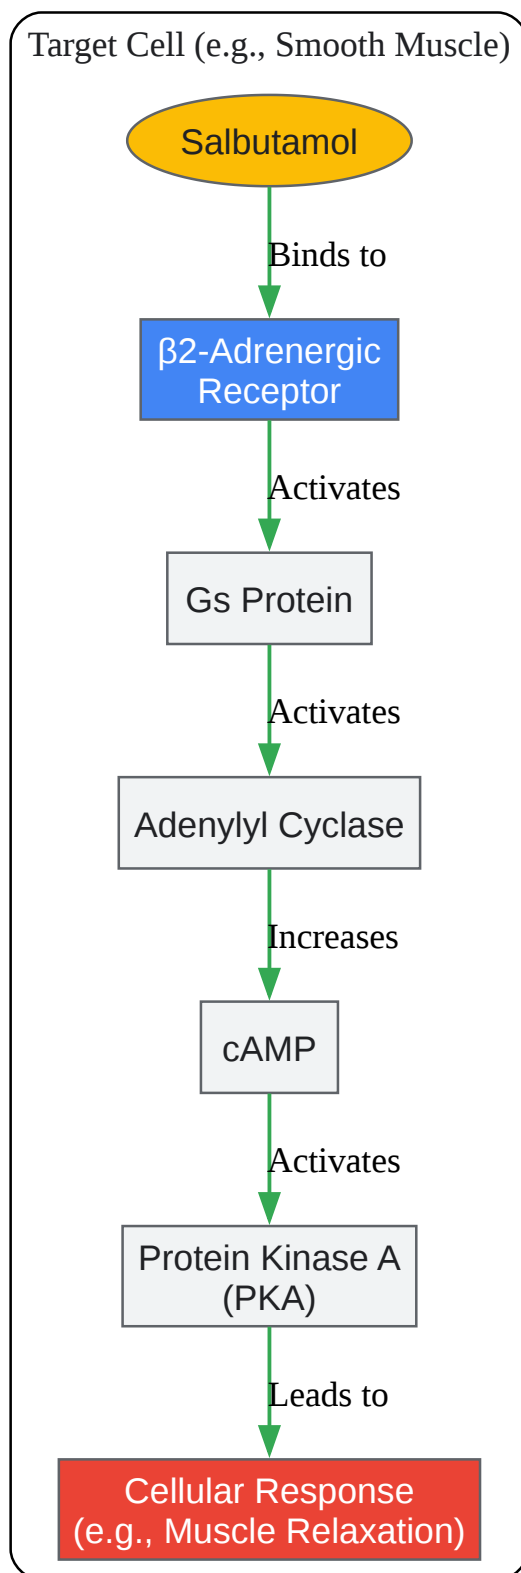 Target Cell (e.g., Smooth Muscle)
Salbutamol
Binds to
β2-Adrenergic
Receptor
Activates
Gs Protein
Activates
Adenylyl Cyclase
Increases
cAMP
Activates
Protein Kinase A
(PKA)
Leads to
Cellular Response
(e.g., Muscle Relaxation)